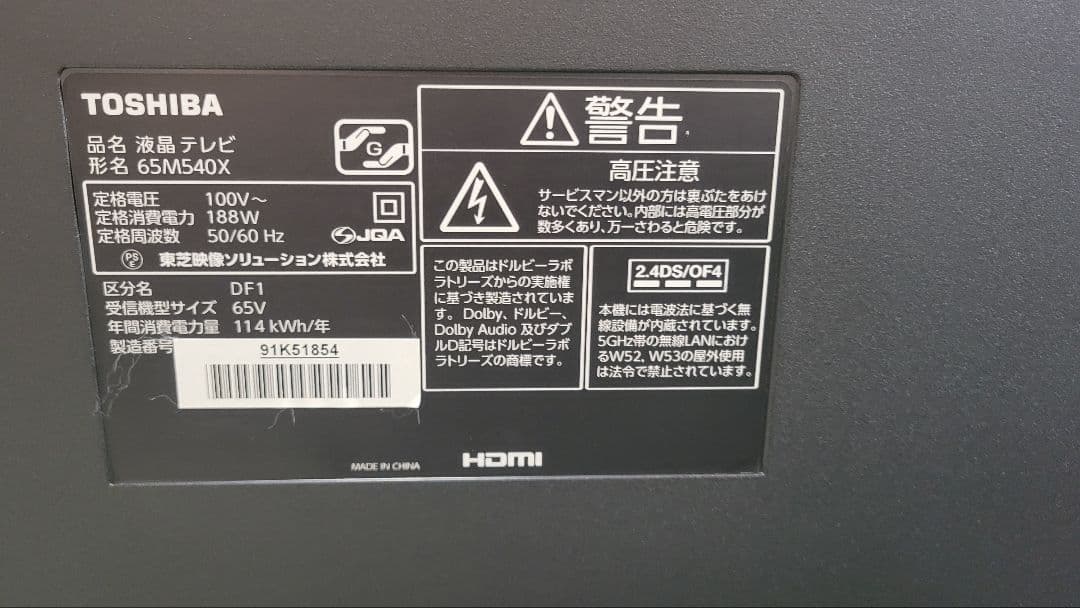 TOSHIBA
品名 液晶テレビ
形名 65M540X
G
定格電圧 100V～
定格消費電力 188W
定格周波数 50/60 Hz
JQA
PS
E
東芝映像ソリューション株式会社
区分名 DF1
受信機型サイズ 65V
年間消費電力量 114 kWh/年
製造番号
91K51854
警告
高圧注意
サービスマン以外の方は裏ぶたをあけ
ないでください。内部には高電圧部分が
数多くあり、万一さわると危険です。
この製品はドルビーラボ
ラトリーズからの実施権
に基づき製造されていま
す。Dolby、ドルビー、
Dolby Audio 及びダブ
ルD記号はドルビーラボ
ラトリーズの商標です。
2.4DS/OF4
本機には電波法に基づく無
線設備が内蔵されています。
5GHz帯の無線LANにおけ
るW52, W53の屋外使用
は法令で禁止されています。
MADE IN CHINA
HDMI